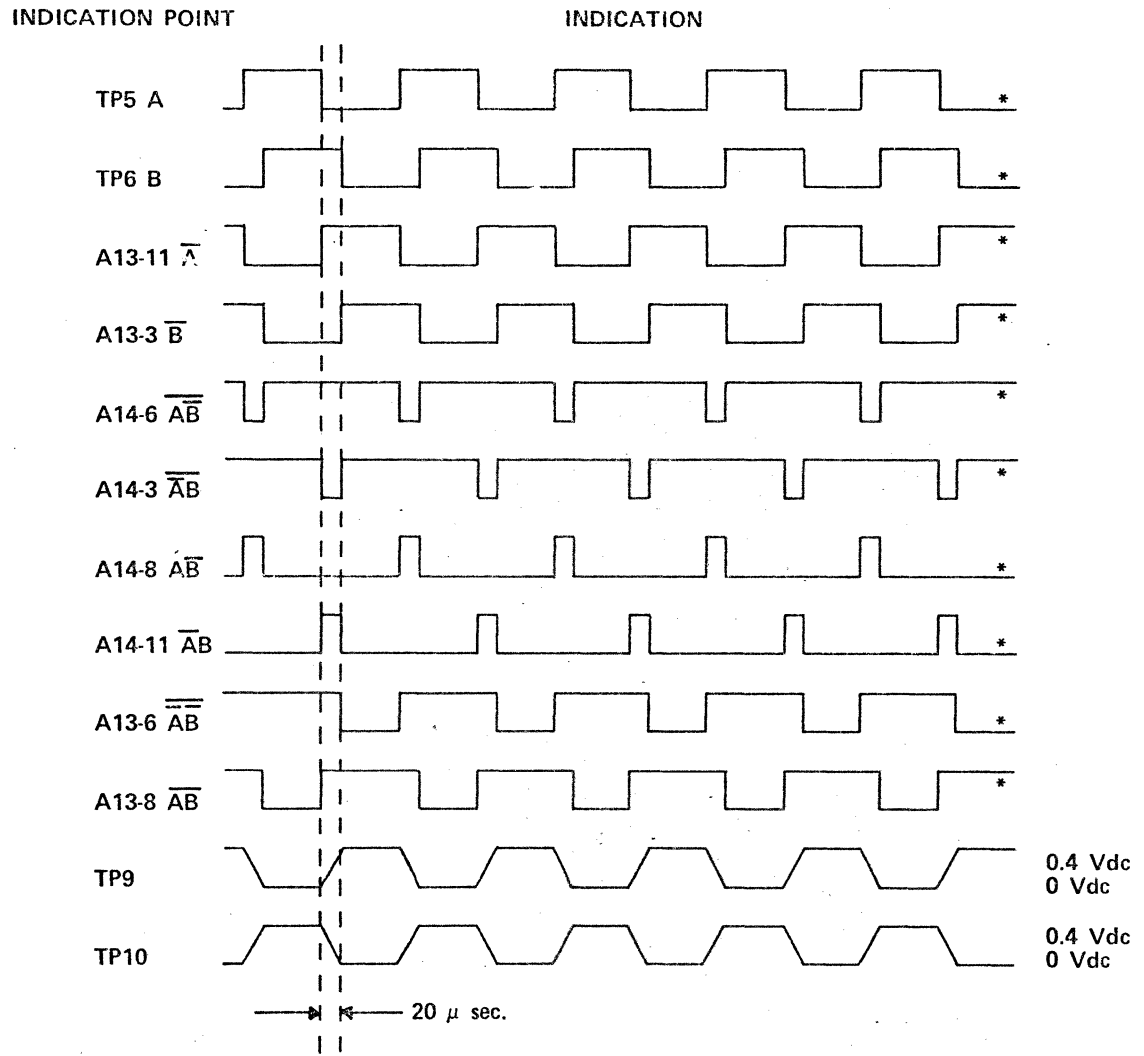 INDICATION POINT INDICATION
TP5 A *
TP6 B *
A13-11 A̅ *
A13-3 B̅ *
A14-6 A̅B̿ *
A14-3 A̿B̅ *
A14-8 AB̅ *
A14-11 A̅B *
A13-6 A̿B̿ *
A13-8 A̅B̅ *
TP9 0.4 Vdc
0 Vdc
TP10 0.4 Vdc
0 Vdc
20 μ sec.